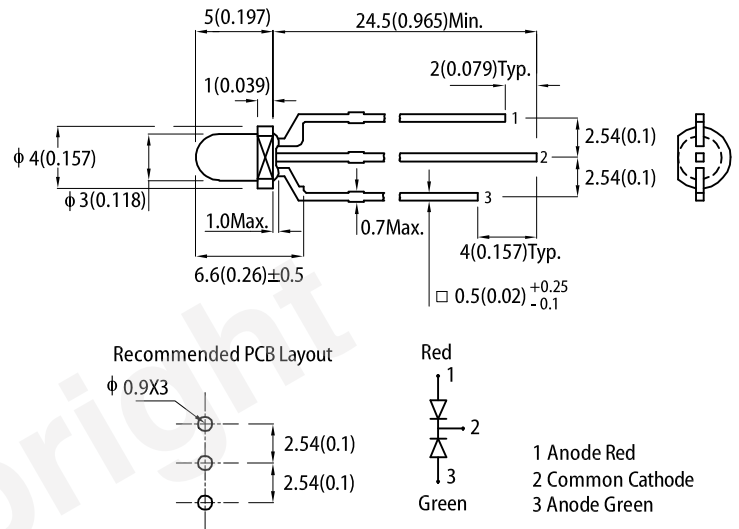 5(0.197)
24.5(0.965)Min.
2(0.079)Typ.
1(0.039)
1
2.54(0.1)
ϕ 4(0.157)
2
2.54(0.1)
ϕ 3(0.118)
3
1.0Max.
0.7Max.
4(0.157)Typ.
6.6(0.26)±0.5
□ 0.5(0.02) +0.25
- 0.1
Recommended PCB Layout
ϕ 0.9X3
2.54(0.1)
2.54(0.1)
Red
1
2
3
Green
1 Anode Red
2 Common Cathode
3 Anode Green
bright